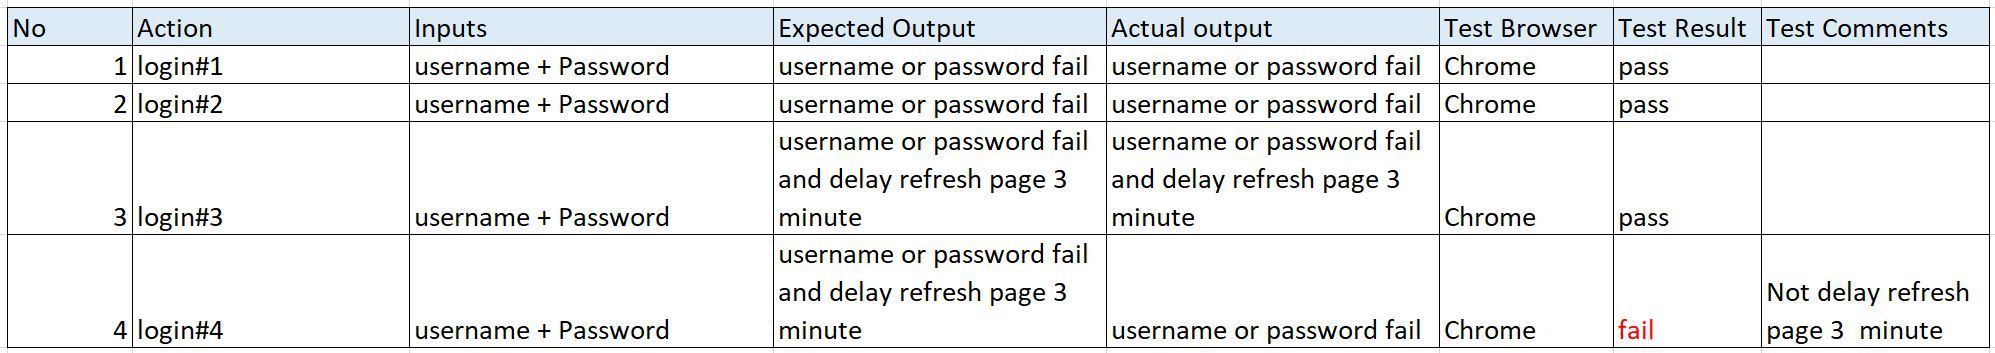 No Action Inputs Expected Output Actual output Test Browser Test Result Test Comments
1 login#1 username + Password username or password fail username or password fail Chrome pass
2 login#2 username + Password username or password fail username or password fail Chrome pass
username or password fail username or password fail
and delay refresh page 3 and delay refresh page 3
3 login#3 username + Password minute minute Chrome pass
username or password fail
and delay refresh page 3 Not delay refresh
4 login#4 username + Password minute username or password fail Chrome fail page 3  minute